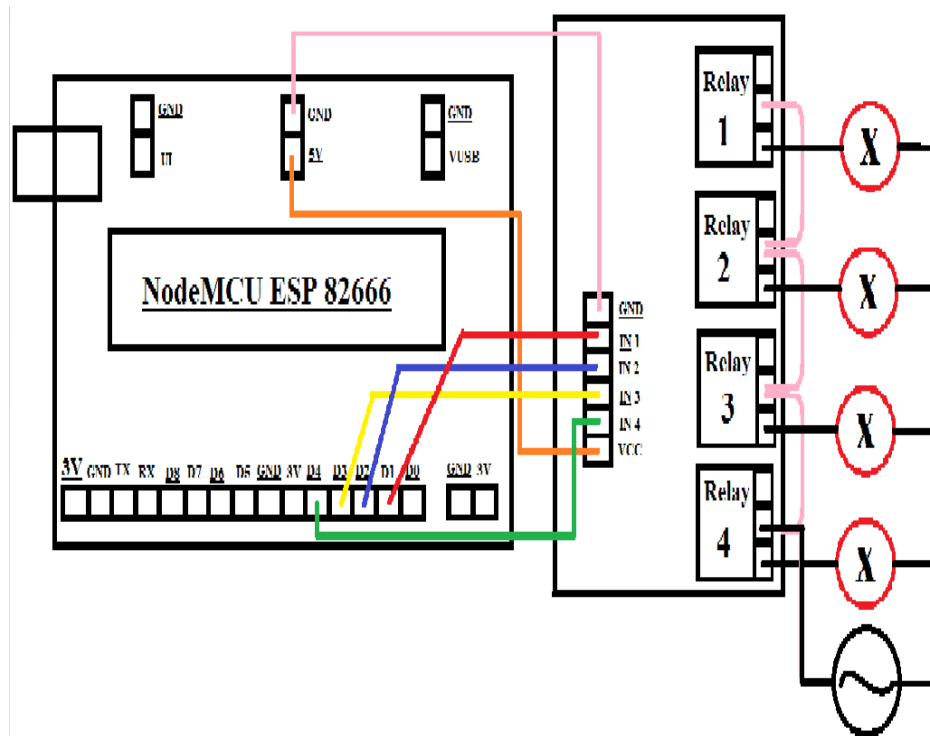 GND
UI
GND
5V
GND
VUSB
NodeMCU ESP 82666
3V GND TX RX D8 D7 D6 D5 GND 3V D4 D3 D2 D1 D0
GND 3V
GND
IN 1
IN 2
IN 3
IN 4
VCC
Relay
1
Relay
2
Relay
3
Relay
4
X
X
X
X